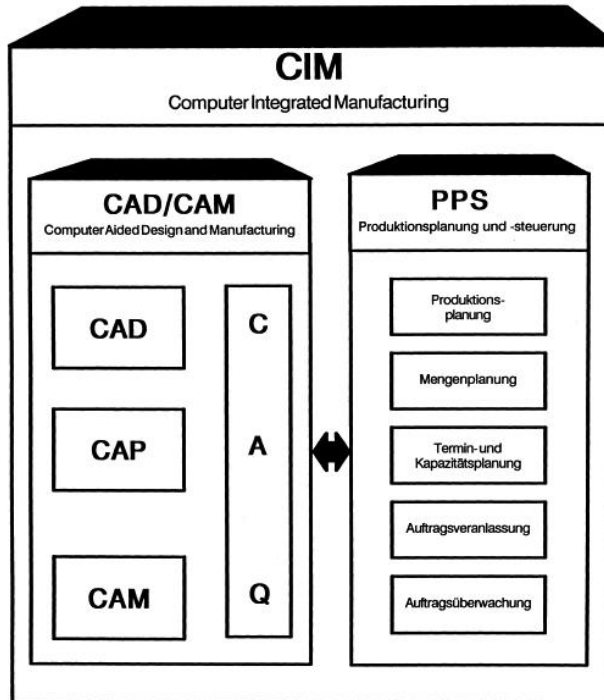 CIM
Computer Integrated Manufacturing
CAD/CAM
Computer Aided Design and Manufacturing
CAD
CAP
CAM
C
A
Q
PPS
Produktionsplanung und -steuerung
Produktions-
planung
Mengenplanung
Termin- und
Kapazitätsplanung
Auftragsveranlassung
Auftragsüberwachung